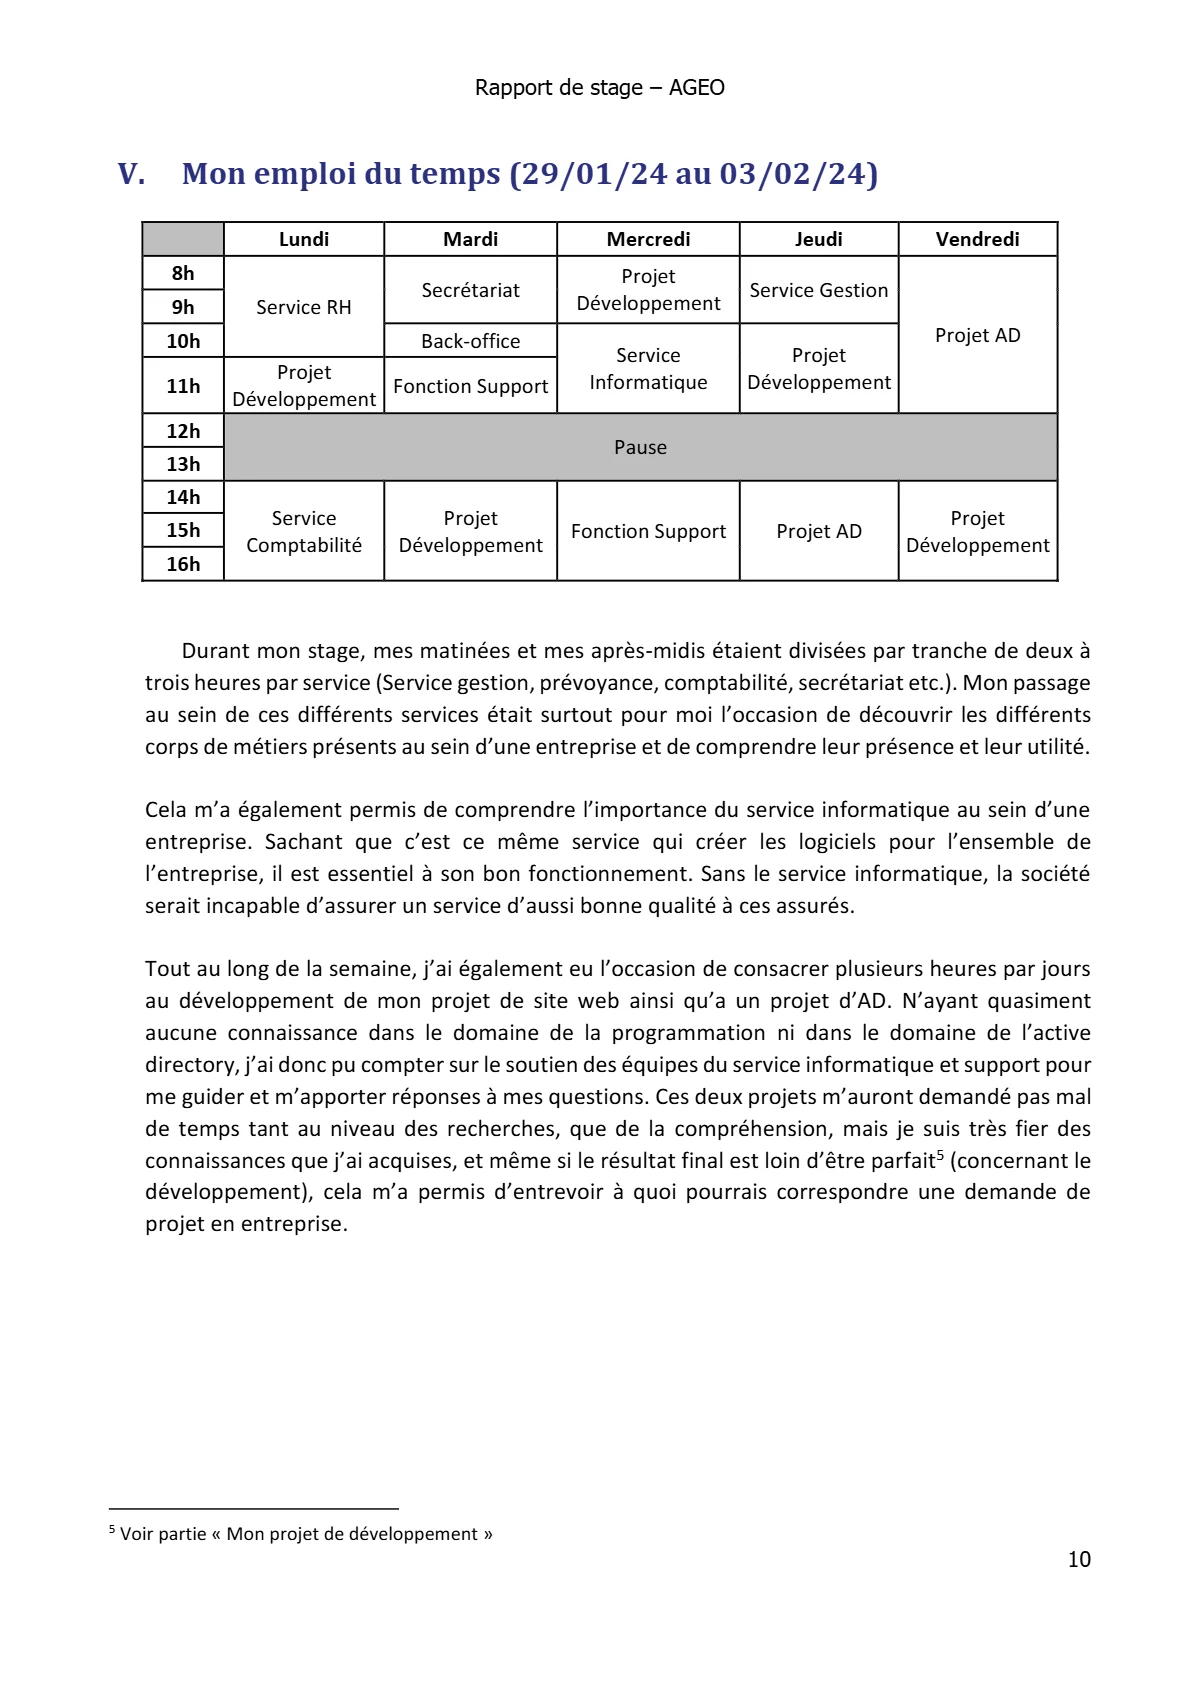 Rapport de stage – AGEO
V. Mon emploi du temps (29/01/24 au 03/02/24)
Lundi Mardi Mercredi Jeudi Vendredi
8h
9h
10h
11h
12h
13h
14h
15h
16h
Service RH
Projet
Développement
Secrétariat
Back-office
Fonction Support
Projet
Développement
Service
Informatique
Service Gestion
Projet
Développement
Projet AD
Pause
Service
Comptabilité
Projet
Développement
Fonction Support
Projet AD
Projet
Développement
Durant mon stage, mes matinées et mes après-midis étaient divisées par tranche de deux à
trois heures par service (Service gestion, prévoyance, comptabilité, secrétariat etc.). Mon passage
au sein de ces différents services était surtout pour moi l’occasion de découvrir les différents
corps de métiers présents au sein d’une entreprise et de comprendre leur présence et leur utilité.
Cela m’a également permis de comprendre l’importance du service informatique au sein d’une
entreprise. Sachant que c’est ce même service qui créer les logiciels pour l’ensemble de
l’entreprise, il est essentiel à son bon fonctionnement. Sans le service informatique, la société
serait incapable d’assurer un service d’aussi bonne qualité à ces assurés.
Tout au long de la semaine, j’ai également eu l’occasion de consacrer plusieurs heures par jours
au développement de mon projet de site web ainsi qu’a un projet d’AD. N’ayant quasiment
aucune connaissance dans le domaine de la programmation ni dans le domaine de l’active
directory, j’ai donc pu compter sur le soutien des équipes du service informatique et support pour
me guider et m’apporter réponses à mes questions. Ces deux projets m’auront demandé pas mal
de temps tant au niveau des recherches, que de la compréhension, mais je suis très fier des
connaissances que j’ai acquises, et même si le résultat final est loin d’être parfait⁵ (concernant le
développement), cela m’a permis d’entrevoir à quoi pourrais correspondre une demande de
projet en entreprise.
⁵ Voir partie « Mon projet de développement »
10